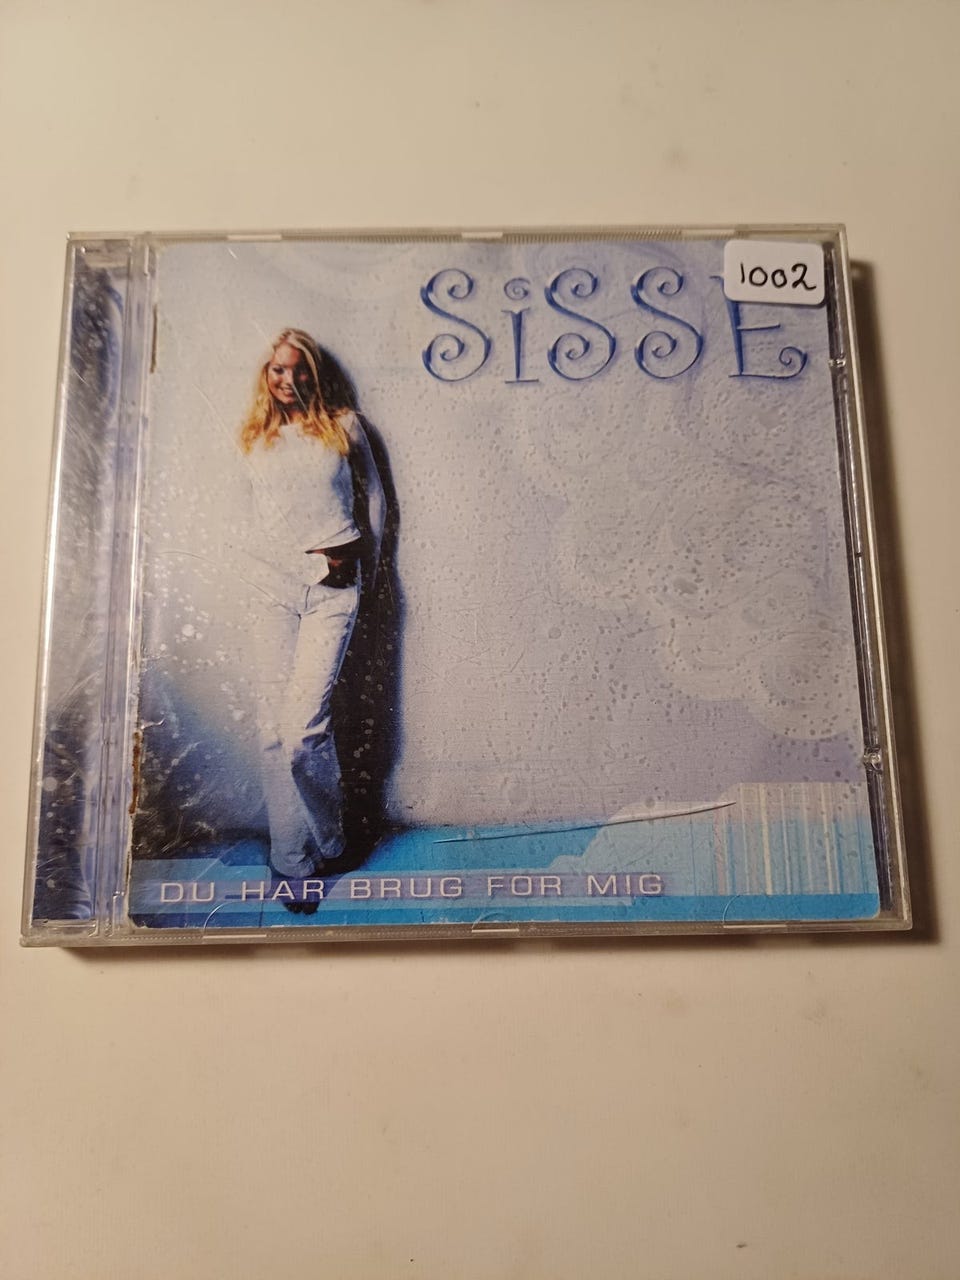 SiSSE
1002
DU HAR BRUG FOR MIG